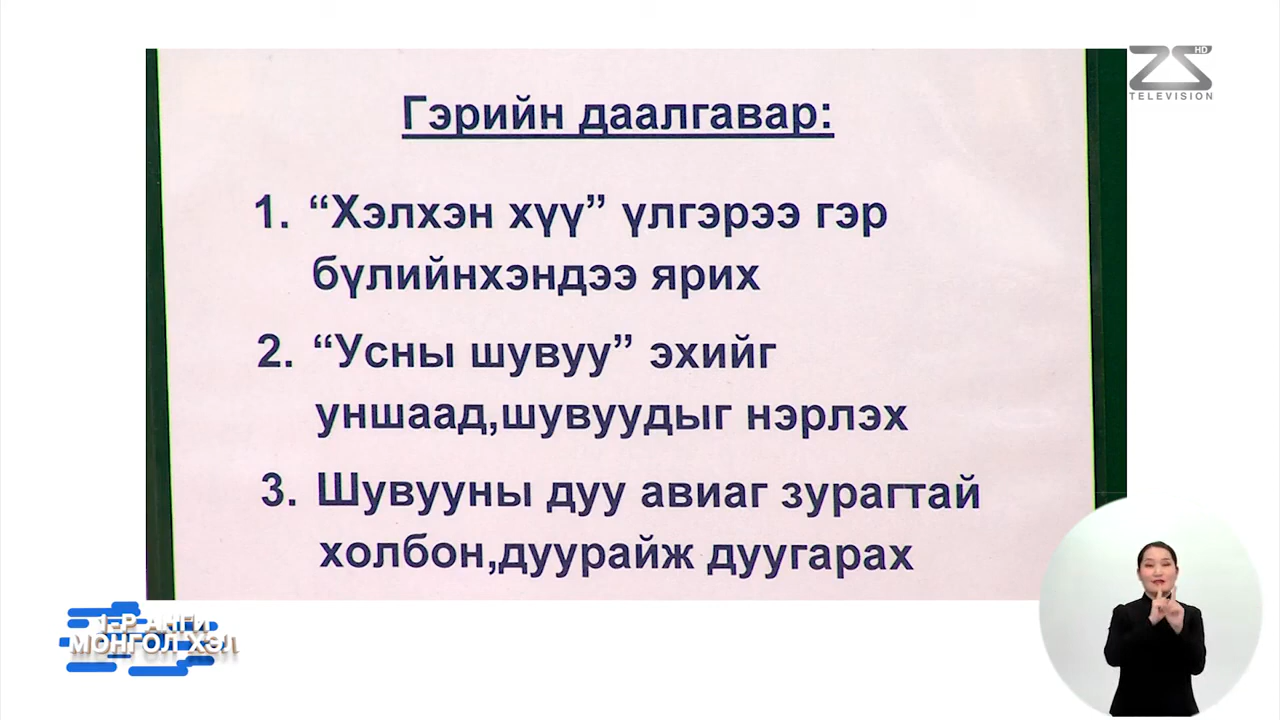 ZS HD
TELEVISION
Гэрийн даалгавар:
1. “Хэлхэн хүү” үлгэрээ гэр
бүлийнхэндээ ярих
2. “Усны шувуу” эхийг
уншаад,шувуудыг нэрлэх
3. Шувууны дуу авиаг зурагтай
холбон,дуурайж дуугарах
1-Р АНГИ
МОНГОЛ ХЭЛ